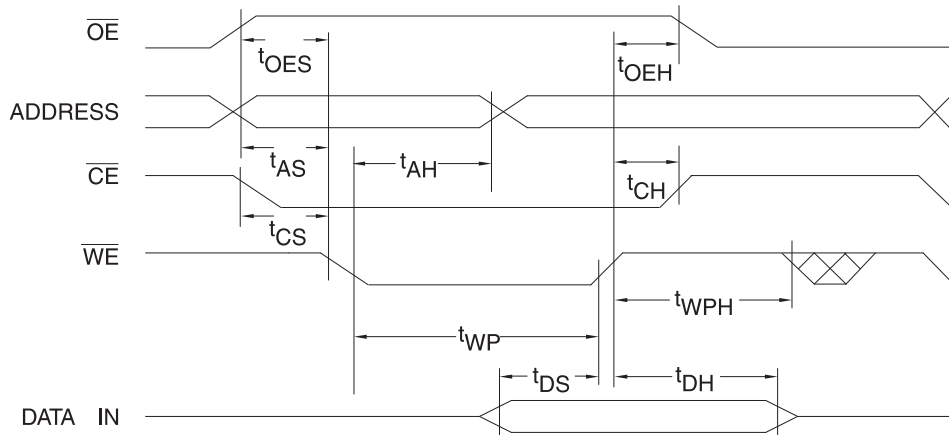 OE
tOES
tOEH
ADDRESS
tAS
tAH
CE
tCH
tCS
WE
tWPH
tWP
tDS
tDH
DATA IN